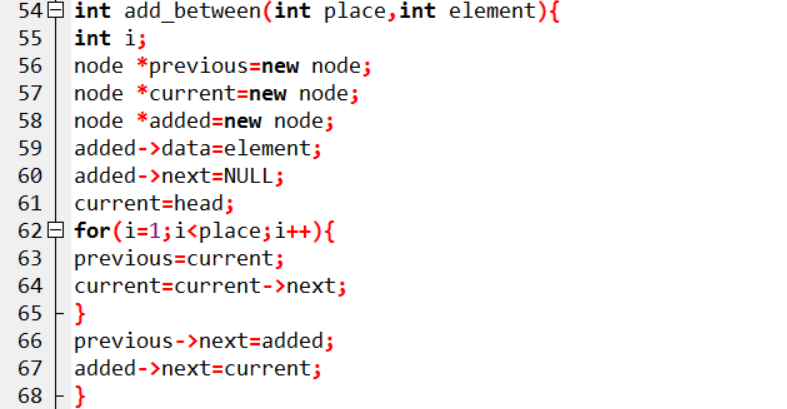 54 int add_between(int place,int element){
55 int i;
56 node *previous=new node;
57 node *current=new node;
58 node *added=new node;
59 added->data=element;
60 added->next=NULL;
61 current=head;
62 for(i=1;i<place;i++){
63 previous=current;
64 current=current->next;
65 }
66 previous->next=added;
67 added->next=current;
68 }